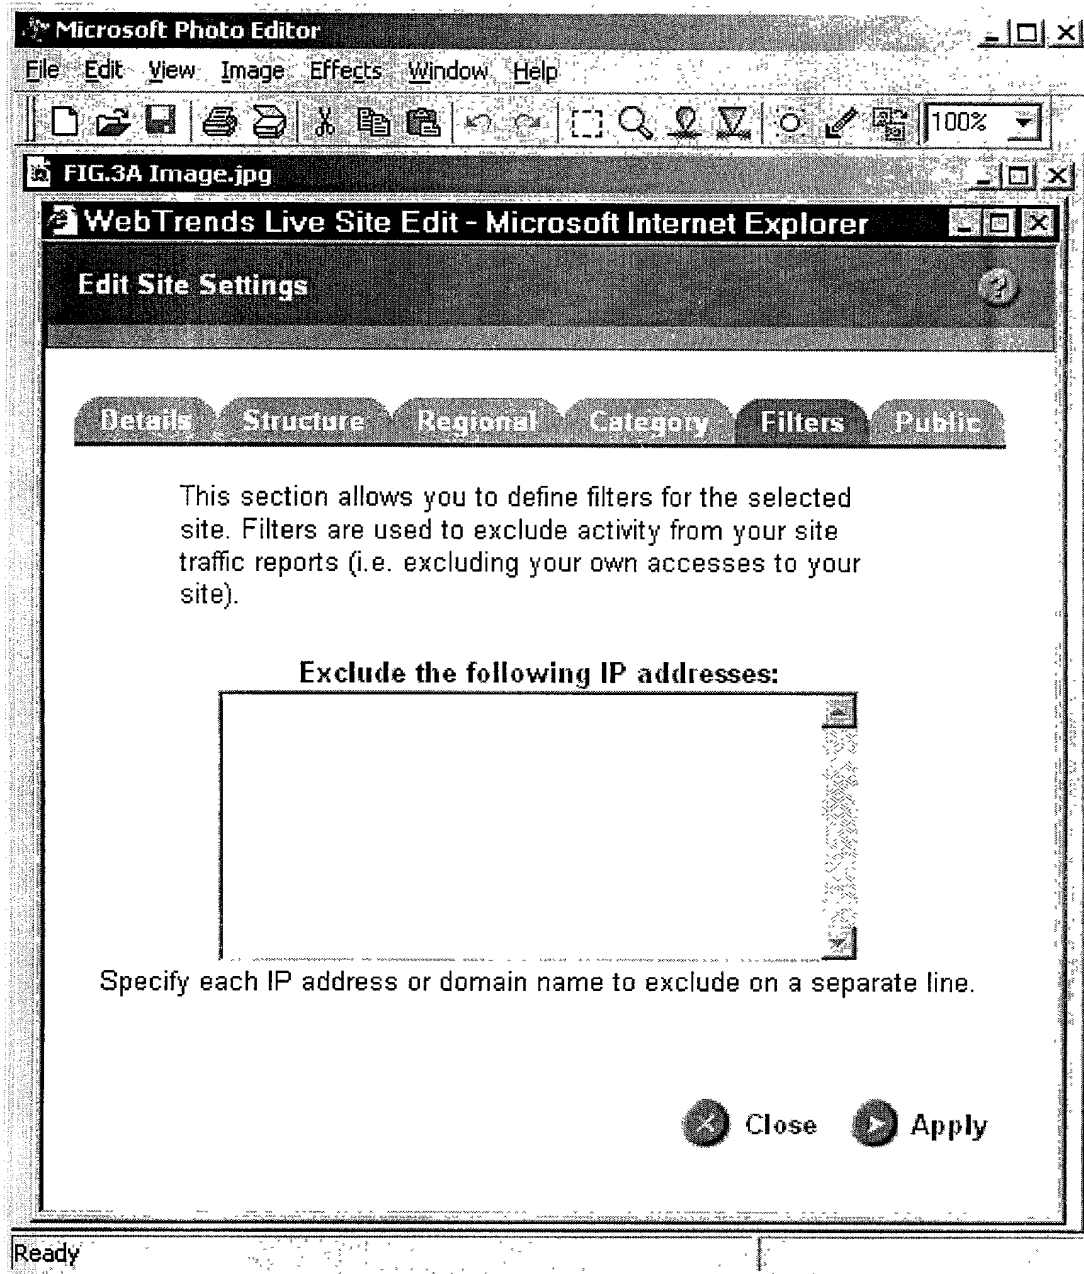 Microsoft Photo Editor
File Edit View Image Effects Window Help
100%
FIG.3A Image.jpg
WebTrends Live Site Edit - Microsoft Internet Explorer
Edit Site Settings
?
Details Structure Regional Category Filters Public
This section allows you to define filters for the selected
site. Filters are used to exclude activity from your site
traffic reports (i.e. excluding your own accesses to your
site).
Exclude the following IP addresses:
Specify each IP address or domain name to exclude on a separate line.
Close Apply
Ready